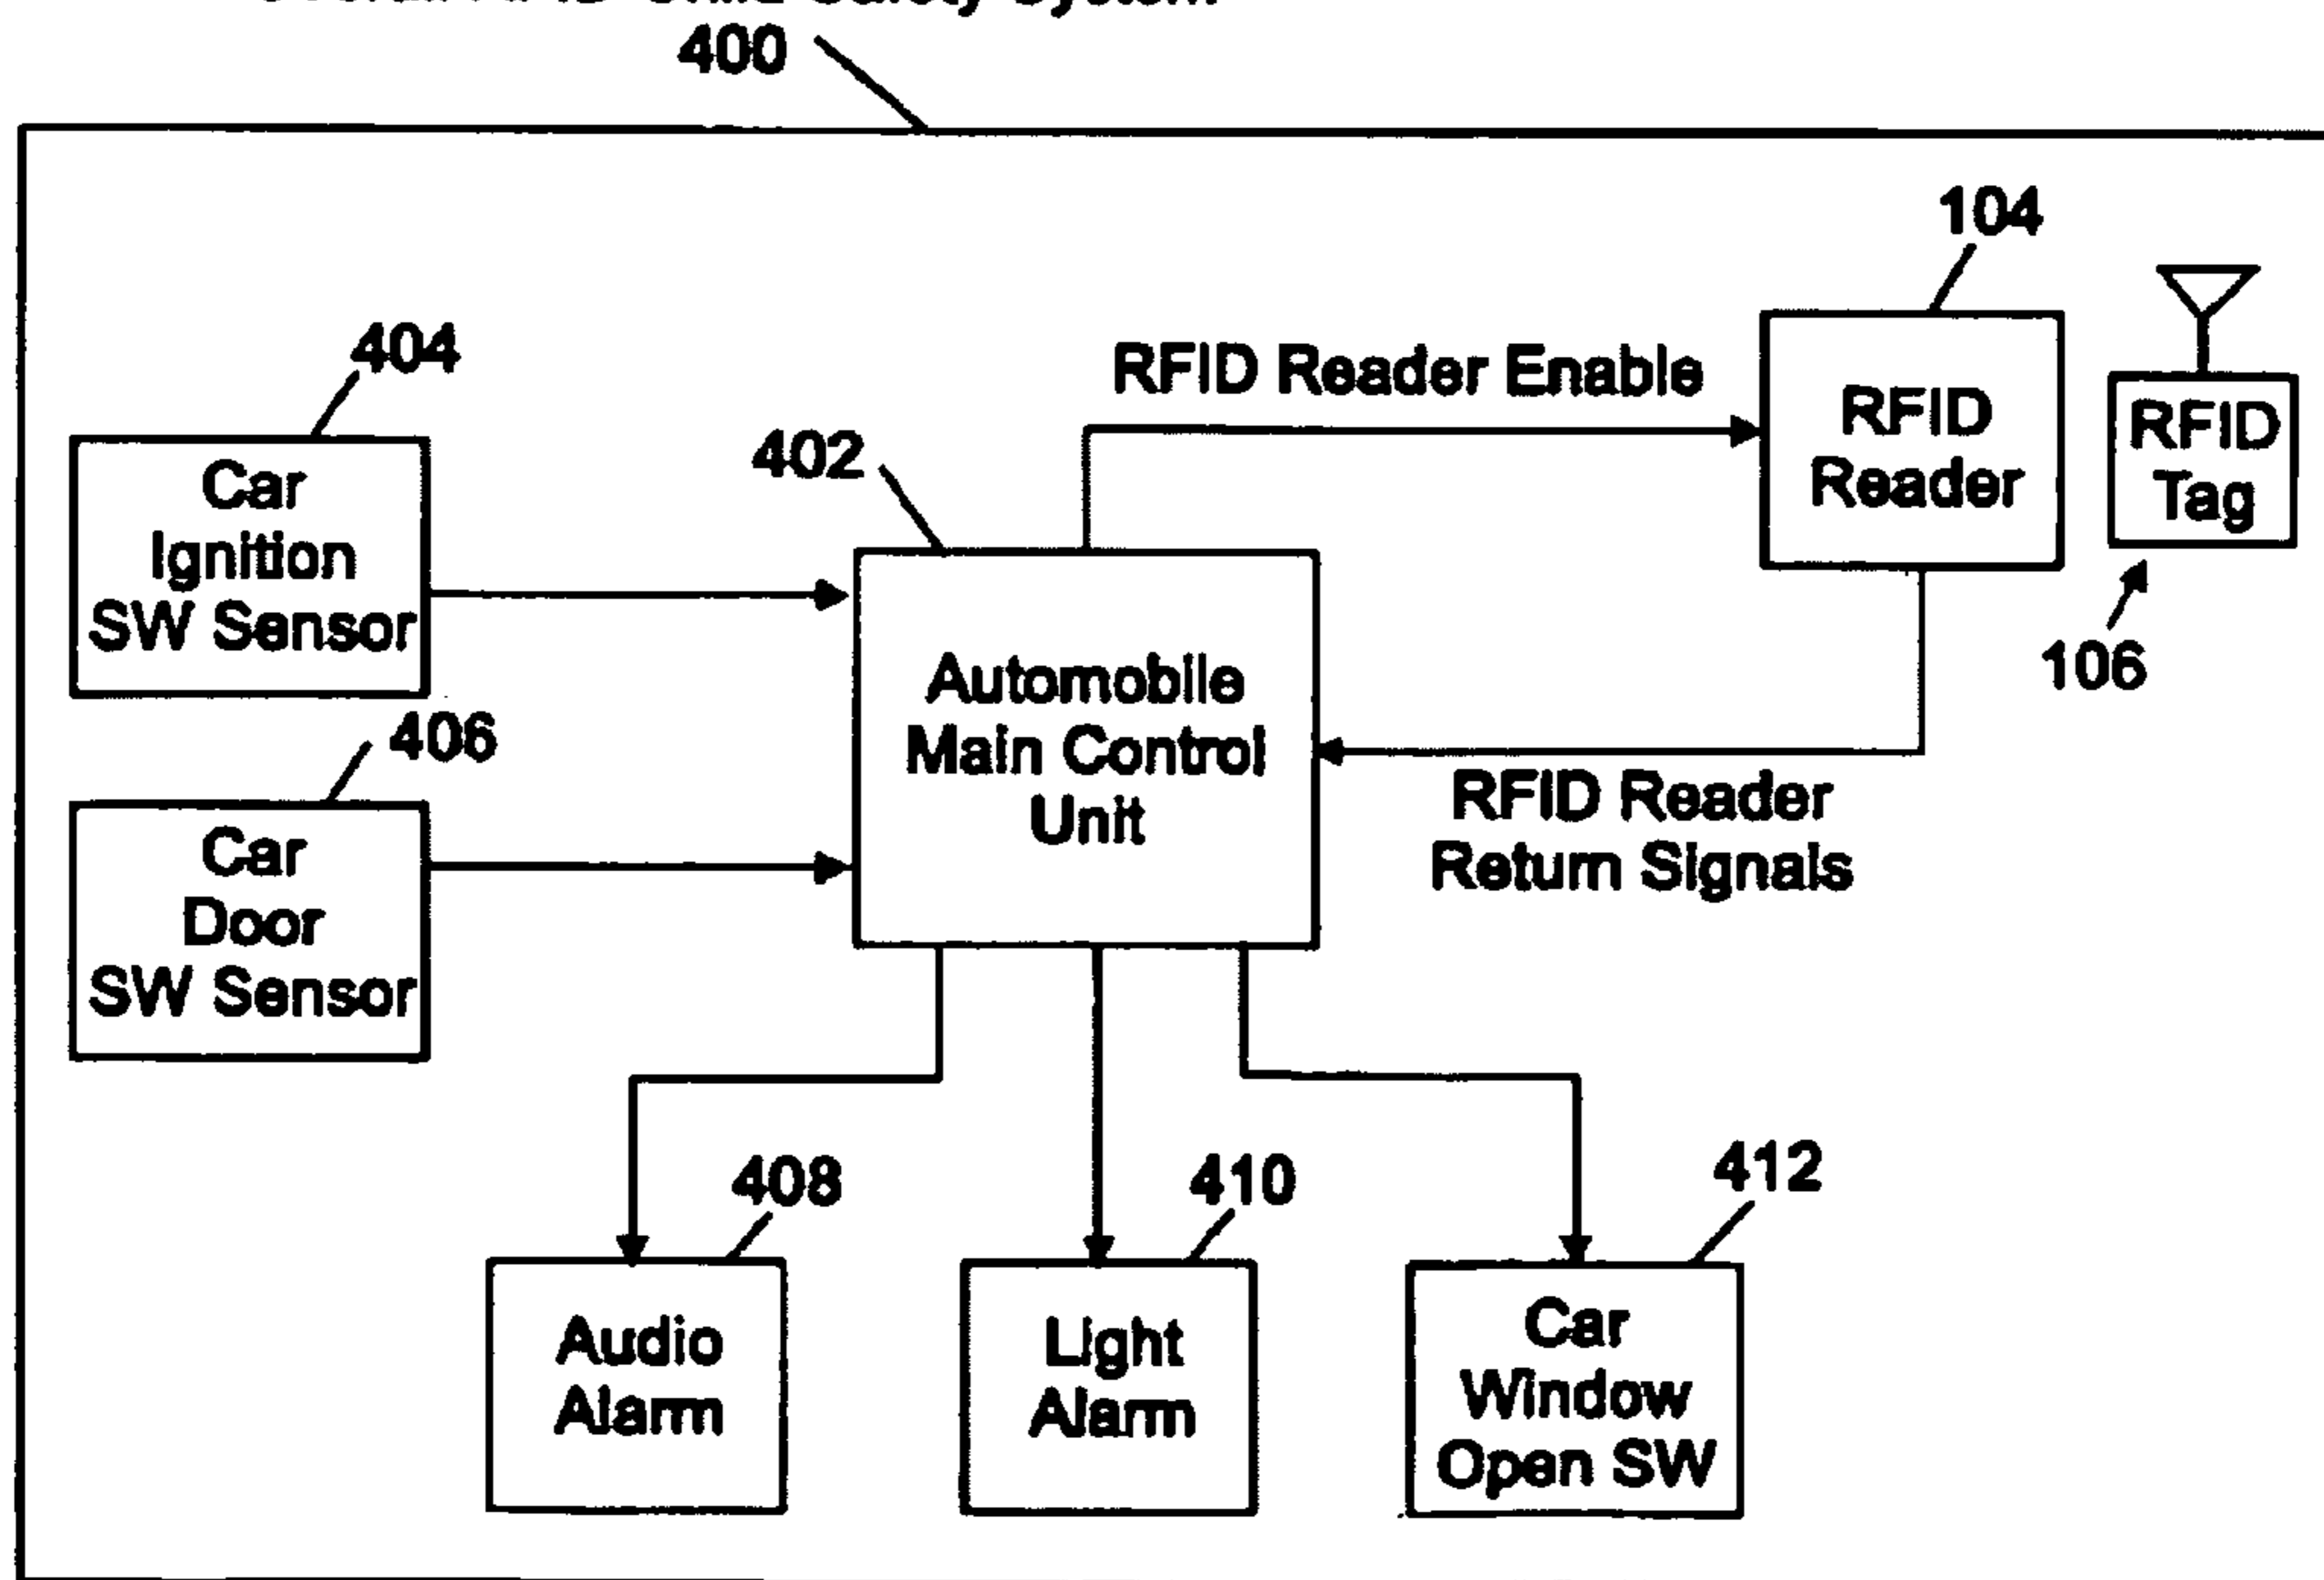 400
104
404
RFID Reader Enable
402
RFID
Reader
RFID
Tag
Car
Ignition
SW Sensor
106
Automobile
Main Control
Unit
406
RFID Reader
Return Signals
Car
Door
SW Sensor
408
410
412
Audio
Alarm
Light
Alarm
Car
Window
Open SW